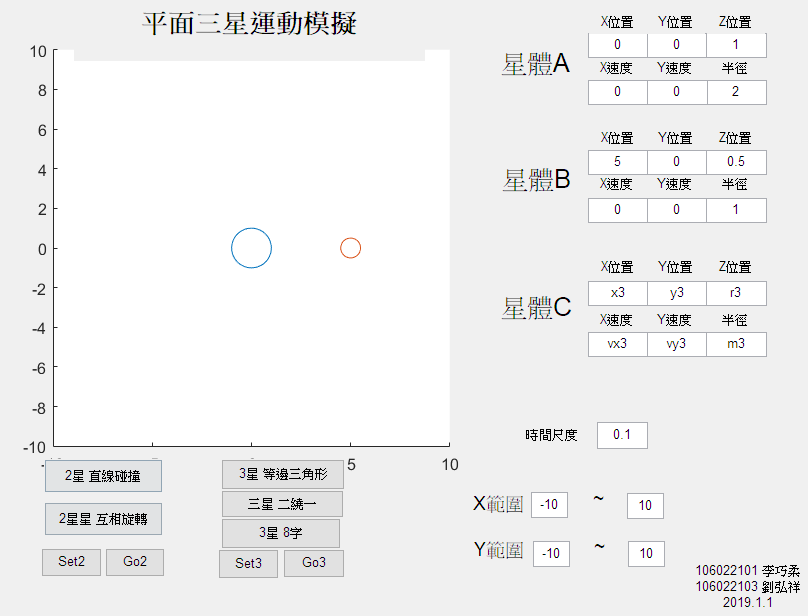 平面三星運動模擬
10
8
6
4
2
0
-2
-4
-6
-8
-10
5
10
星體A
X位置 Y位置 Z位置
0 0 1
X速度 Y速度 半徑
0 0 2
星體B
X位置 Y位置 Z位置
5 0 0.5
X速度 Y速度 半徑
0 0 1
星體C
X位置 Y位置 Z位置
x3 y3 r3
X速度 Y速度 半徑
vx3 vy3 m3
時間尺度 0.1
X範圍 -10 ~ 10
Y範圍 -10 ~ 10
2星 直線碰撞
2星星 互相旋轉
Set2 Go2
3星 等邊三角形
三星 二繞一
3星 8字
Set3 Go3
106022101 李巧柔
106022103 劉弘祥
2019.1.1